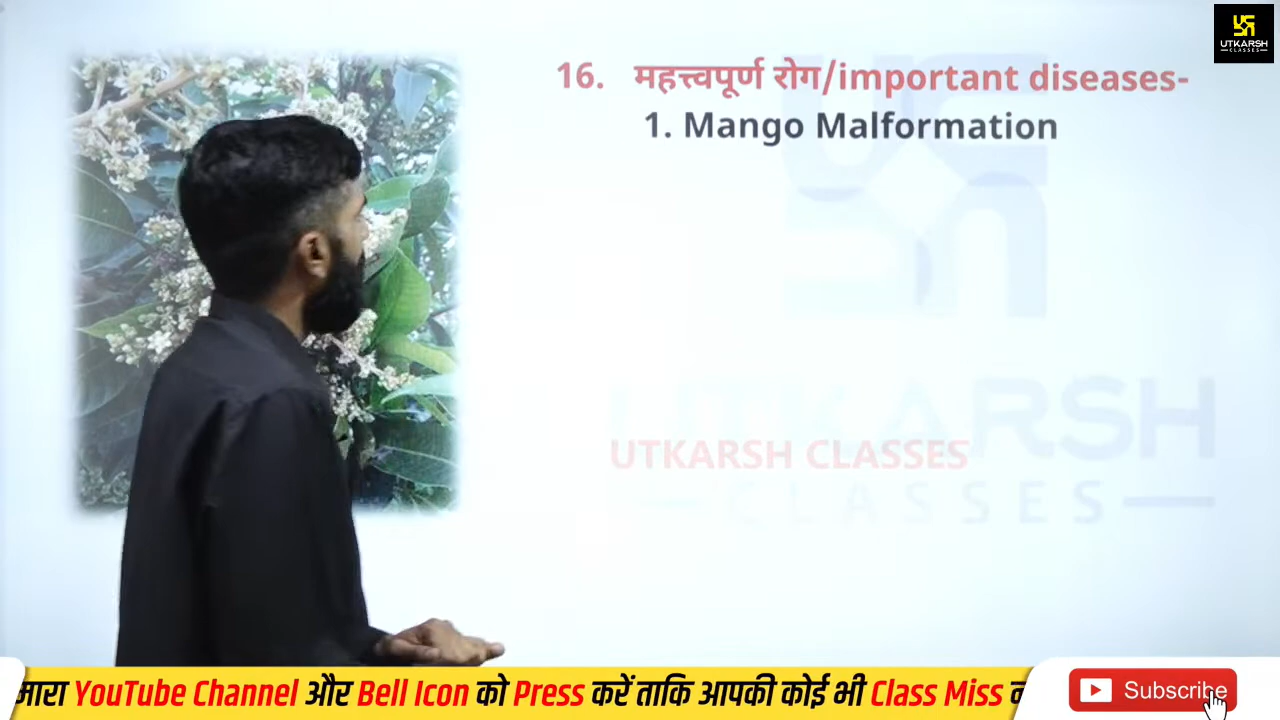 UTKARSH
CLASSES
16. महत्त्वपूर्ण रोग/important diseases-
1. Mango Malformation
UTKARSH
UTKARSH CLASSES
CLASSES
मारा YouTube Channel और Bell Icon को Press करें ताकि आपकी कोई भी Class Miss
Subscribe